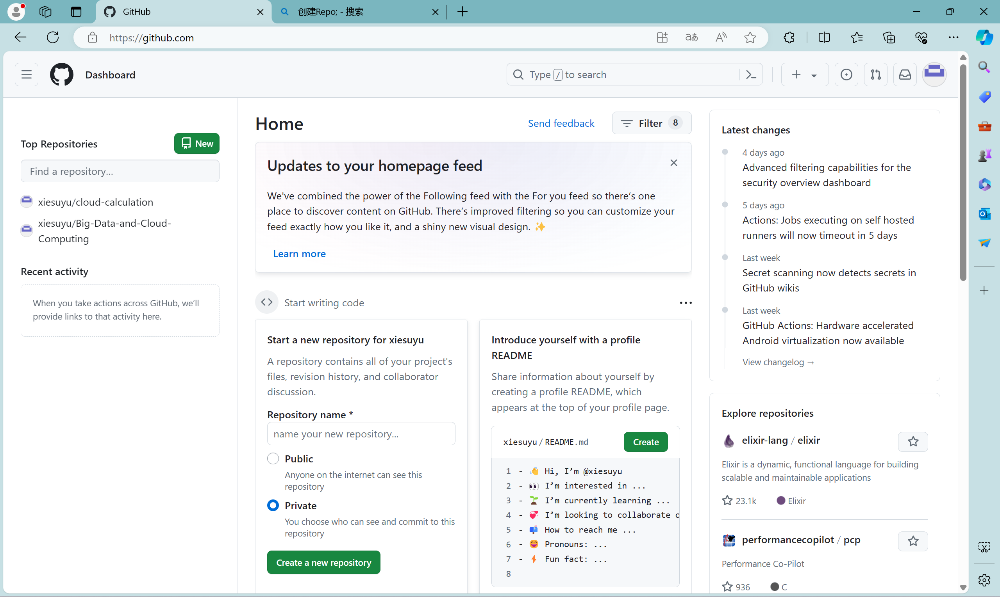 GitHub
创建Repo; - 搜索
https://github.com
Dashboard
Type / to search
Top Repositories
New
Find a repository...
xiesuyu/cloud-calculation
xiesuyu/Big-Data-and-Cloud-
Computing
Recent activity
When you take actions across GitHub, we’ll
provide links to that activity here.
Home
Send feedback
Filter 8
Updates to your homepage feed
We've combined the power of the Following feed with the For you feed so there’s one
place to discover content on GitHub. There’s improved filtering so you can customize your
feed exactly how you like it, and a shiny new visual design. ✨
Learn more
Start writing code
Start a new repository for xiesuyu
A repository contains all of your project's
files, revision history, and collaborator
discussion.
Repository name *
name your new repository...
Public
Anyone on the internet can see this
repository
Private
You choose who can see and commit to this
repository
Create a new repository
Introduce yourself with a profile
README
Share information about yourself by
creating a profile README, which
appears at the top of your profile page.
xiesuyu / README.md
Create
1 - 👋 Hi, I’m @xiesuyu
2 - 👀 I’m interested in ...
3 - 🌱 I’m currently learning ...
4 - 💞️ I’m looking to collaborate o
5 - 📫 How to reach me ...
6 - 😄 Pronouns: ...
7 - ⚡ Fun fact: ...
8
Latest changes
4 days ago
Advanced filtering capabilities for the
security overview dashboard
5 days ago
Actions: Jobs executing on self hosted
runners will now timeout in 5 days
Last week
Secret scanning now detects secrets in
GitHub wikis
Last week
GitHub Actions: Hardware accelerated
Android virtualization now available
View changelog →
Explore repositories
elixir-lang / elixir
Elixir is a dynamic, functional language for building
scalable and maintainable applications
23.1k
Elixir
performancecopilot / pcp
Performance Co-Pilot
936
C